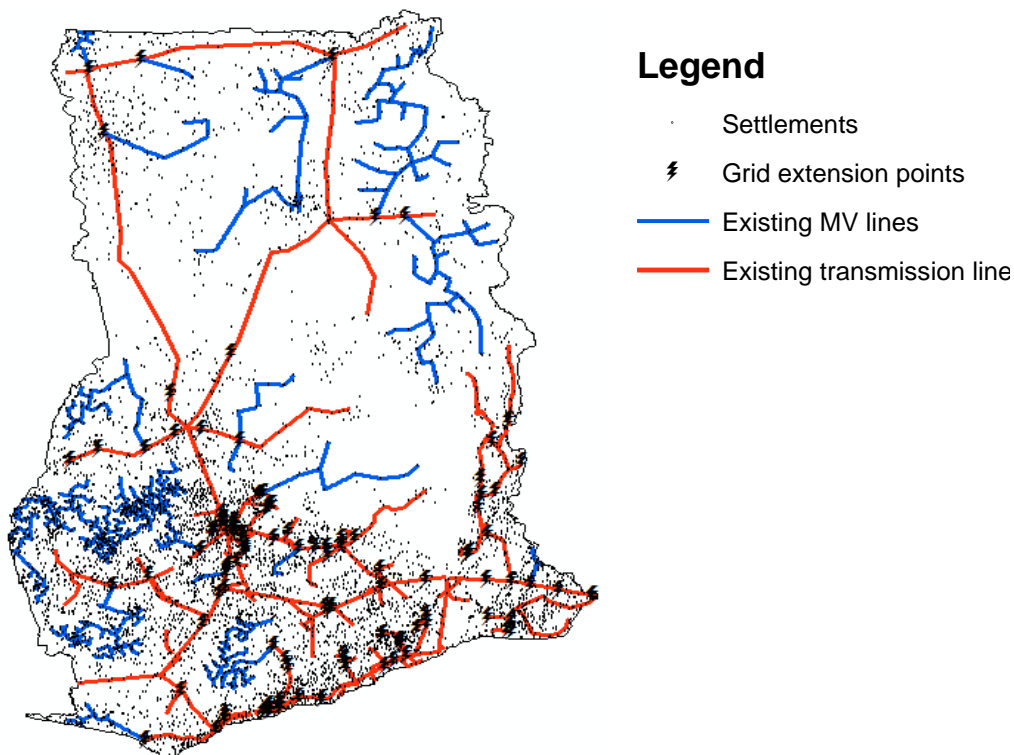 Legend
Settlements
Grid extension points
Existing MV lines
Existing transmission line